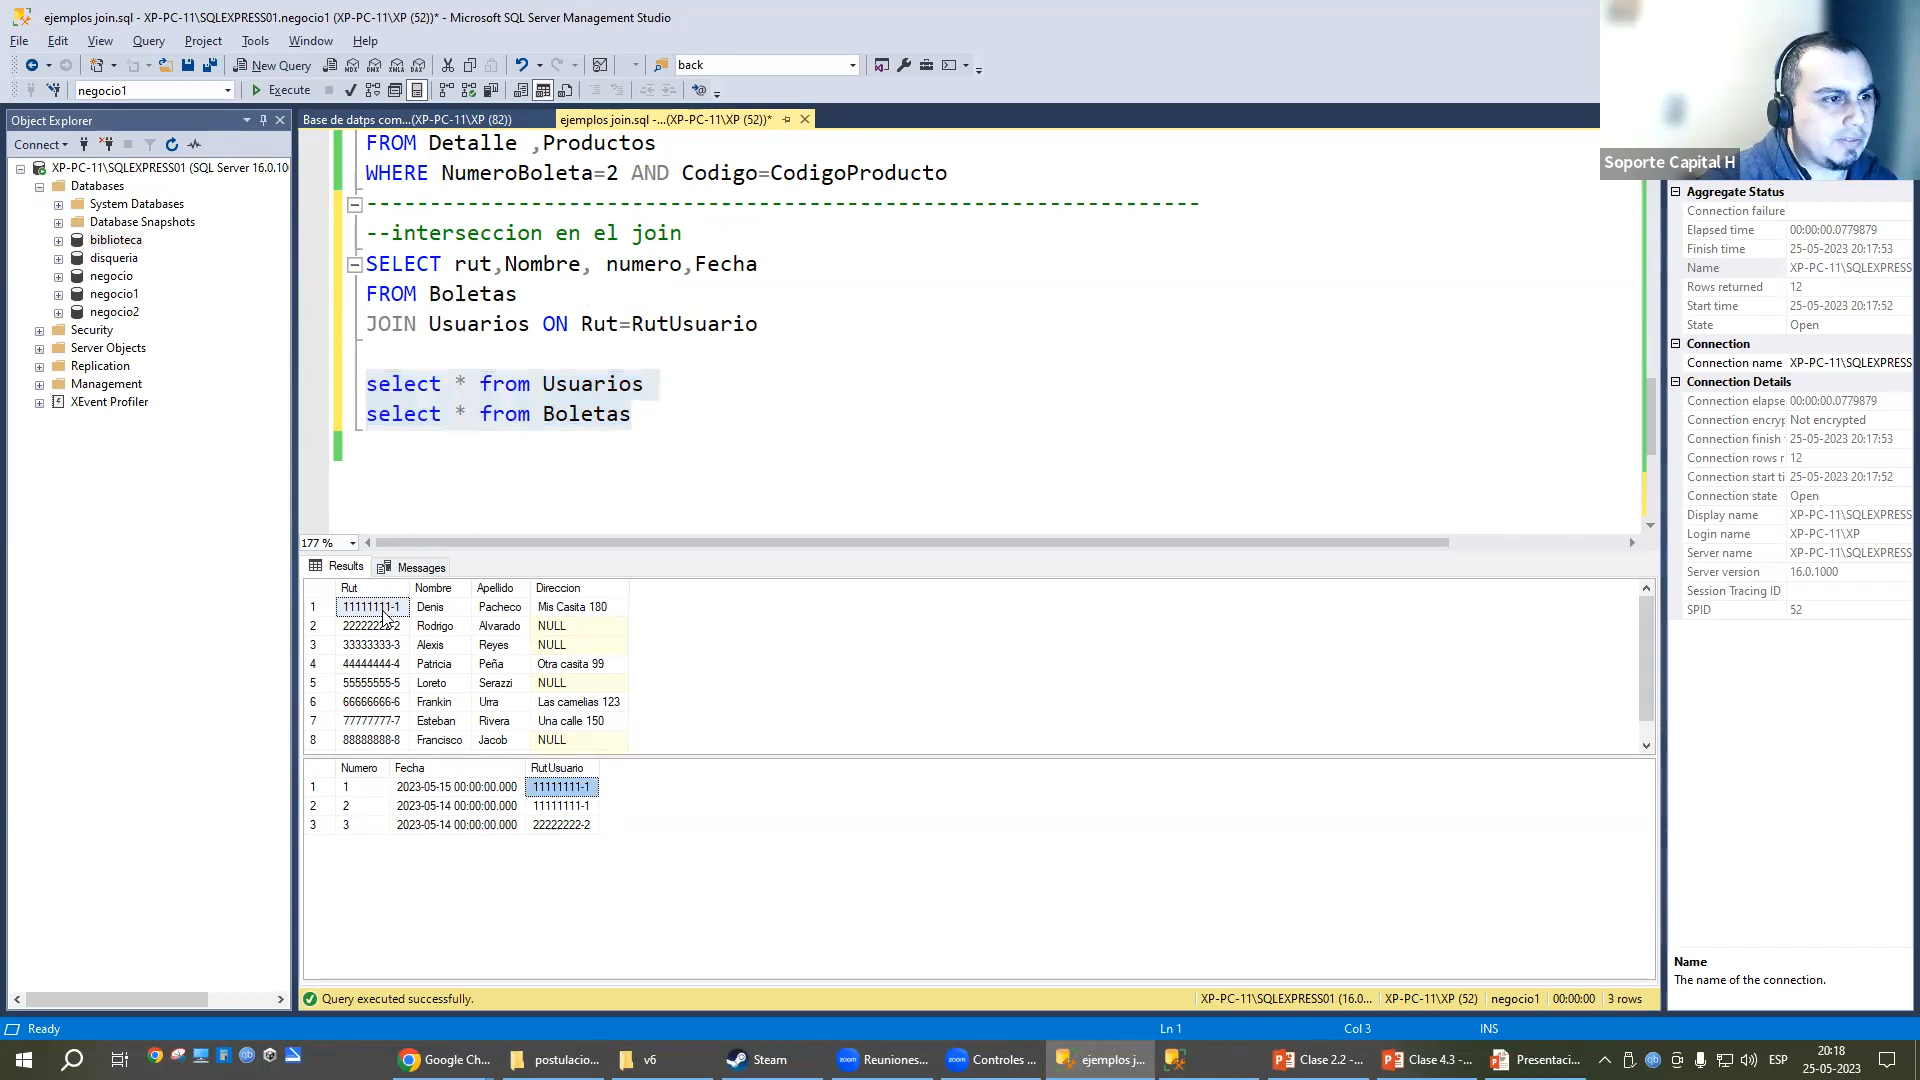 ejemplos join.sql - XP-PC-11\SQLEXPRESS01.negocio1 (XP-PC-11\XP (52))* - Microsoft SQL Server Management Studio
File Edit View Query Project Tools Window Help
New Query back
negocio1 Execute
Object Explorer
Connect
XP-PC-11\SQLEXPRESS01 (SQL Server 16.0.10
Databases
System Databases
Database Snapshots
biblioteca
disqueria
negocio
negocio1
negocio2
Security
Server Objects
Replication
Management
XEvent Profiler
Base de datps com...(XP-PC-11\XP (82)) ejemplos join.sql -...(XP-PC-11\XP (52))*
FROM Detalle ,Productos
WHERE NumeroBoleta=2 AND Codigo=CodigoProducto
------------------------------------------------------------------
--interseccion en el join
SELECT rut,Nombre, numero,Fecha
FROM Boletas
JOIN Usuarios ON Rut=RutUsuario
select * from Usuarios
select * from Boletas
177 %
Results Messages
Rut Nombre Apellido Direccion
1 11111111-1 Denis Pacheco Mis Casita 180
2 22222222-2 Rodrigo Alvarado NULL
3 33333333-3 Alexis Reyes NULL
4 44444444-4 Patricia Peña Otra casita 99
5 55555555-5 Loreto Serazzi NULL
6 66666666-6 Frankin Urra Las camelias 123
7 77777777-7 Esteban Rivera Una calle 150
8 88888888-8 Francisco Jacob NULL
Numero Fecha RutUsuario
1 1 2023-05-15 00:00:00.000 11111111-1
2 2 2023-05-14 00:00:00.000 11111111-1
3 3 2023-05-14 00:00:00.000 22222222-2
Query executed successfully. XP-PC-11\SQLEXPRESS01 (16.0... XP-PC-11\XP (52) negocio1 00:00:00 3 rows
Soporte Capital H
Aggregate Status
Connection failure
Elapsed time 00:00:00.0779879
Finish time 25-05-2023 20:17:53
Name XP-PC-11\SQLEXPRESS
Rows returned 12
Start time 25-05-2023 20:17:52
State Open
Connection
Connection name XP-PC-11\SQLEXPRESS
Connection Details
Connection elapse 00:00:00.0779879
Connection encryp Not encrypted
Connection finish 25-05-2023 20:17:53
Connection rows r 12
Connection start ti 25-05-2023 20:17:52
Connection state Open
Display name XP-PC-11\SQLEXPRESS
Login name XP-PC-11\XP
Server name XP-PC-11\SQLEXPRESS
Server version 16.0.1000
Session Tracing ID
SPID 52
Name
The name of the connection.
Ready Ln 1 Col 3 INS
Google Ch... postulacio... v6 Steam Reuniones... Controles ... ejemplos j... Clase 2.2 -... Clase 4.3 -... Presentaci... ESP 20:18
25-05-2023